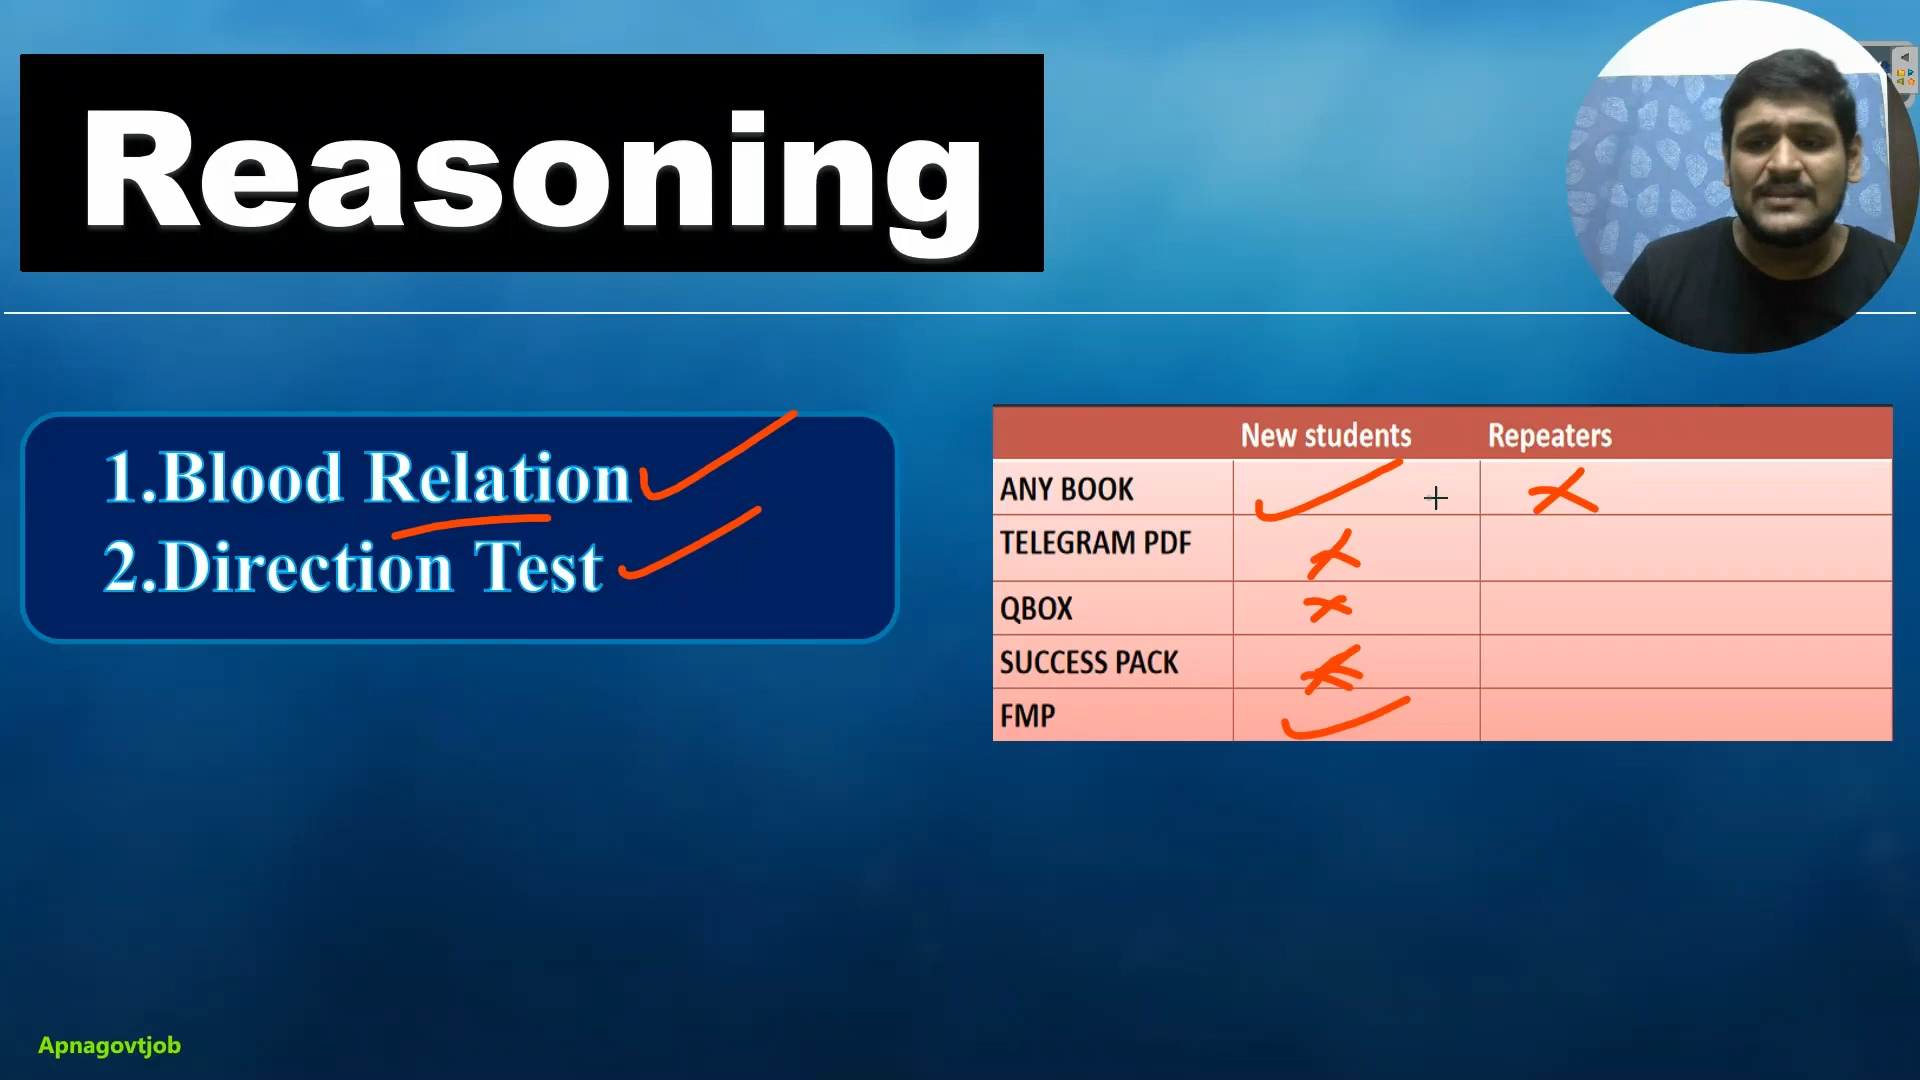 Reasoning
1.Blood Relation
2.Direction Test
New students Repeaters
ANY BOOK
TELEGRAM PDF
QBOX
SUCCESS PACK
FMP
Apnagovtjob